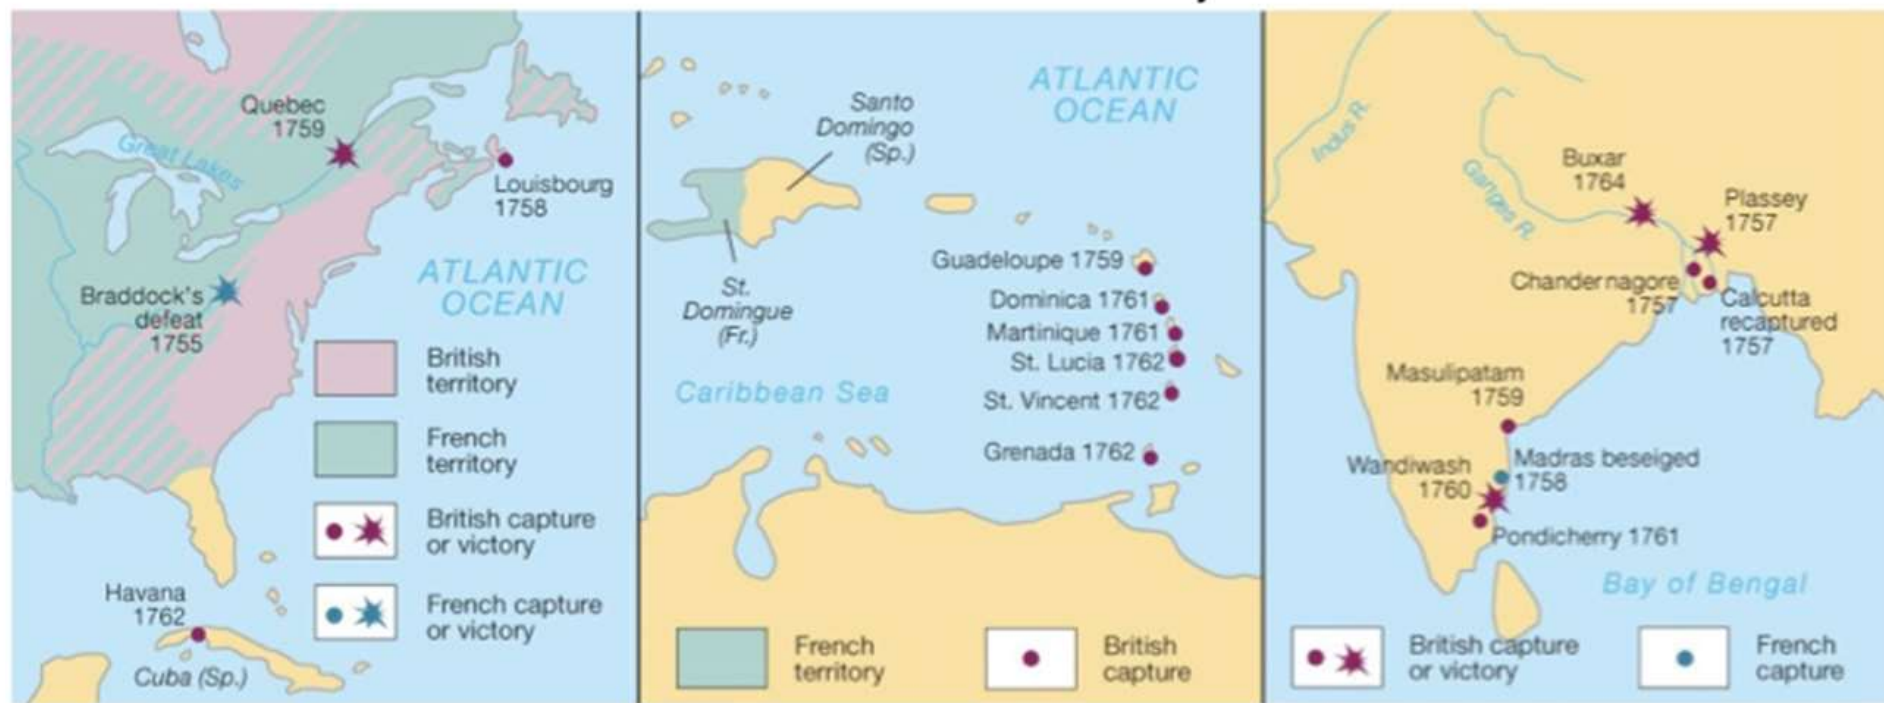 Quebec
1759
Great Lakes
Louisbourg
1758
ATLANTIC
OCEAN
Braddock's
defeat
1755
British
territory
French
territory
British capture
or victory
French capture
or victory
Havana
1762
Cuba (Sp.)
ATLANTIC
OCEAN
Santo
Domingo
(Sp.)
St.
Domingue
(Fr.)
Guadeloupe 1759
Dominica 1761
Martinique 1761
St. Lucia 1762
St. Vincent 1762
Grenada 1762
Caribbean Sea
French
territory
British
capture
Indus R.
Ganges R.
Buxar
1764
Plassey
1757
Chandernagore
1757
Calcutta
recaptured
1757
Masulipatam
1759
Madras beseiged
1758
Wandiwash
1760
Pondicherry 1761
Bay of Bengal
British capture
or victory
French
capture